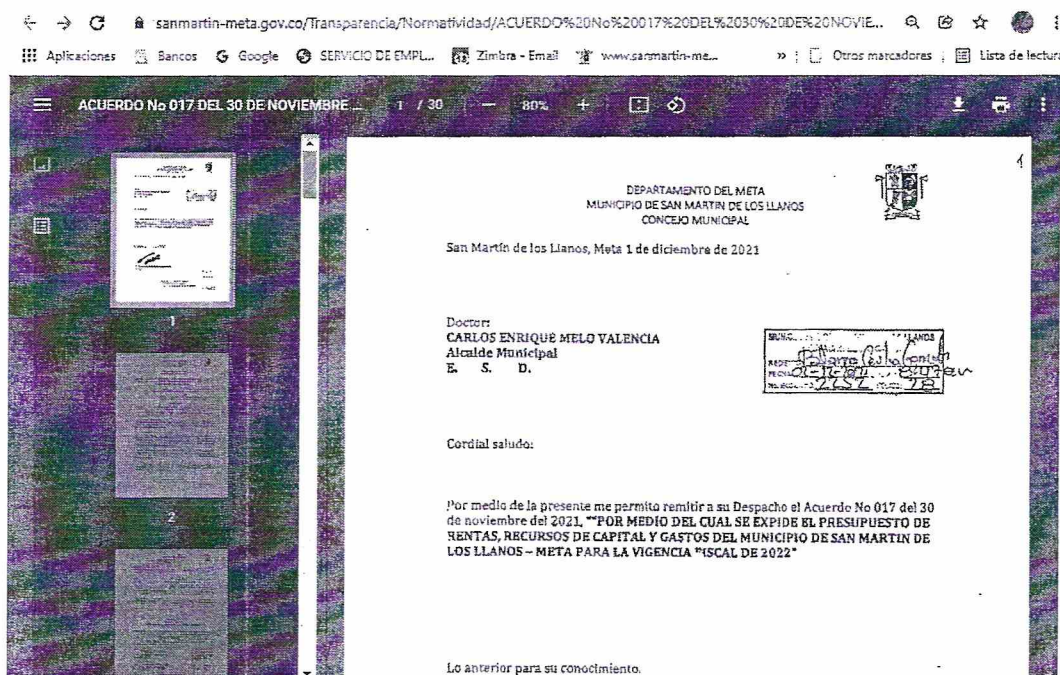 sanmartin-meta.gov.co/Transparencia/Normatividad/ACUERDO%20No%20017%20DEL%2030%20DE%20NOVIE...
Aplicaciones Bancos Google SERVICIO DE EMPL... Zimbra - Email www.sanmartin-me... » Otros marcadores Lista de lectura
ACUERDO No 017 DEL 30 DE NOVIEMBRE ... 1 / 30 — 80% +
1
2
DEPARTAMENTO DEL META
MUNICIPIO DE SAN MARTIN DE LOS LLANOS
CONCEJO MUNICIPAL
San Martín de los Llanos, Meta 1 de diciembre de 2021
Doctor:
CARLOS ENRIQUE MELO VALENCIA
Alcalde Municipal
E. S. D.
LLANOS
2252 28
Cordial saludo:
Por medio de la presente me permito remitir a su Despacho el Acuerdo No 017 del 30
de noviembre del 2021, ""POR MEDIO DEL CUAL SE EXPIDE EL PRESUPUESTO DE
RENTAS, RECURSOS DE CAPITAL Y GASTOS DEL MUNICIPIO DE SAN MARTIN DE
LOS LLANOS – META PARA LA VIGENCIA "ISCAL DE 2022"
Lo anterior para su conocimiento.